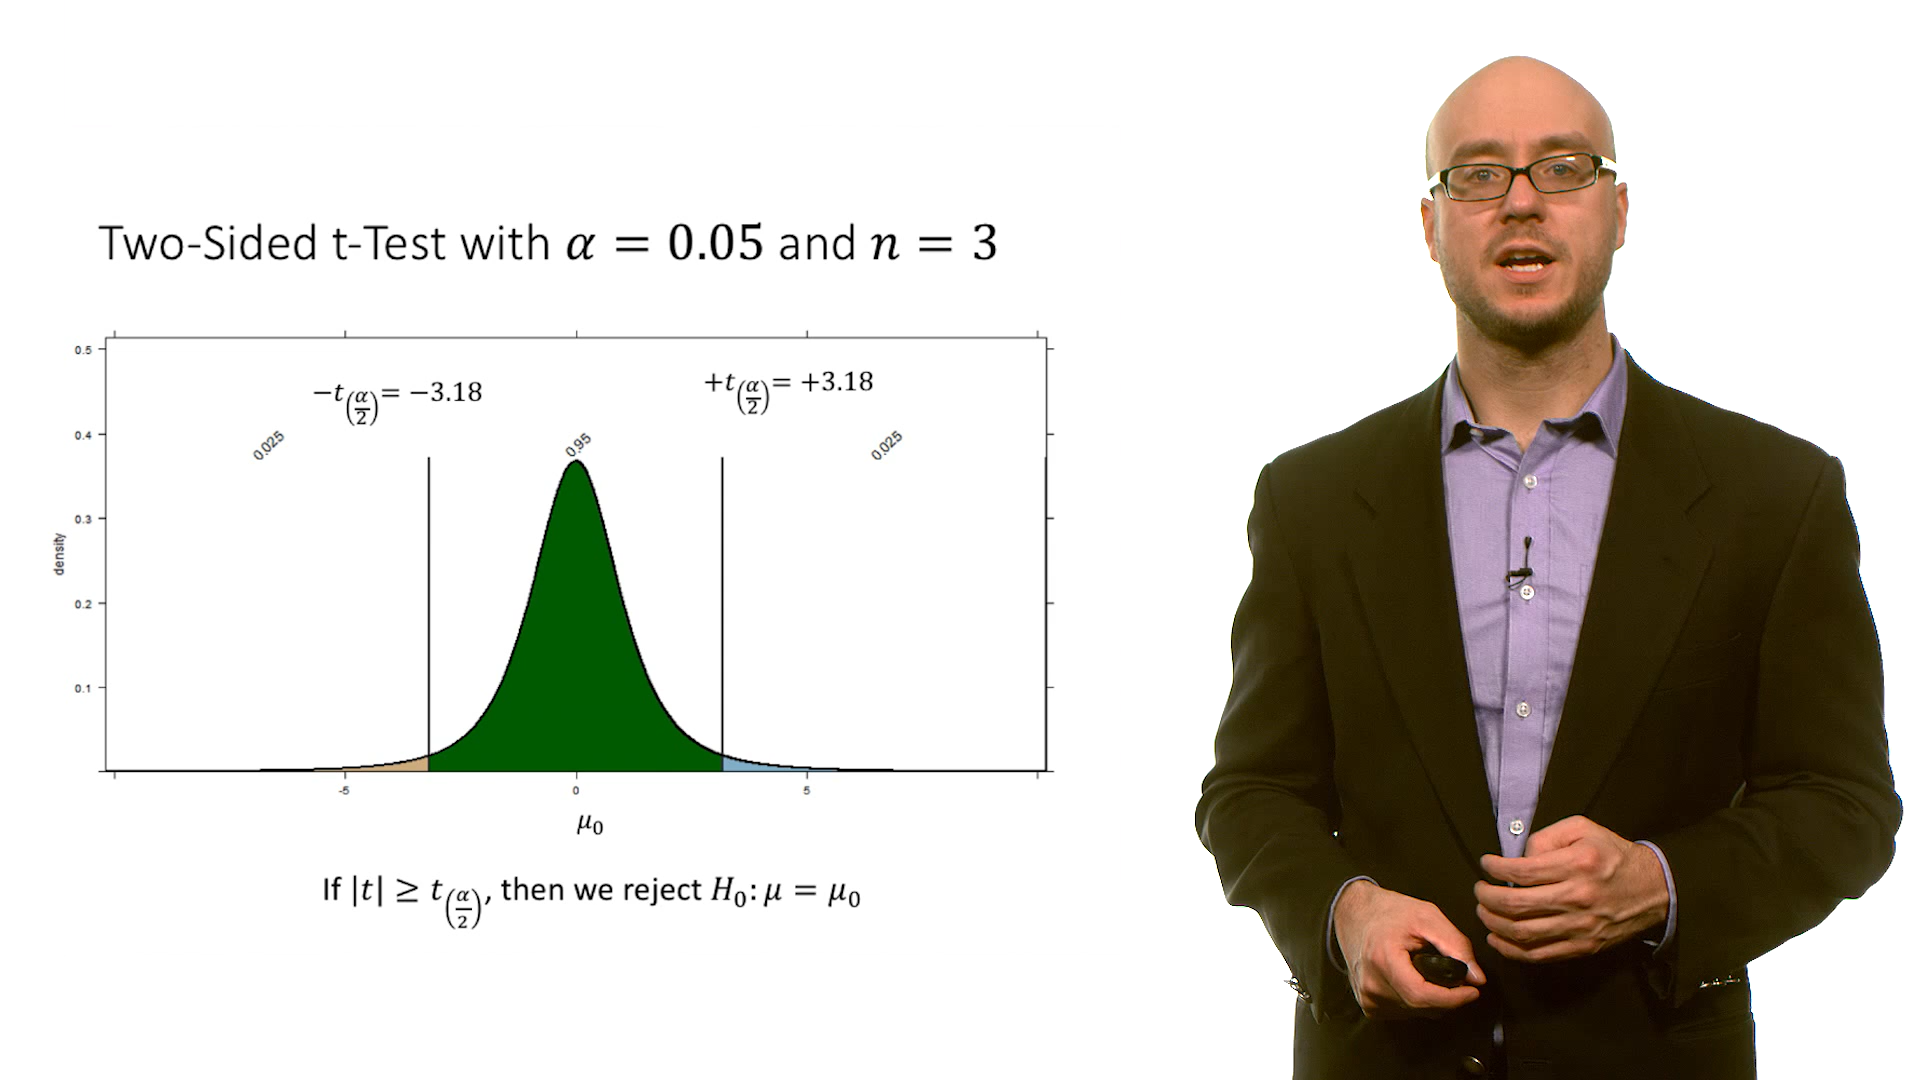 Two-Sided t-Test with α = 0.05 and n = 3
0.5
0.4
0.3
0.2
0.1
density
−t(α/2) = −3.18
+t(α/2) = +3.18
0.025
0.95
0.025
-5
0
5
μ₀
If |t| ≥ t(α/2), then we reject H₀: μ = μ₀